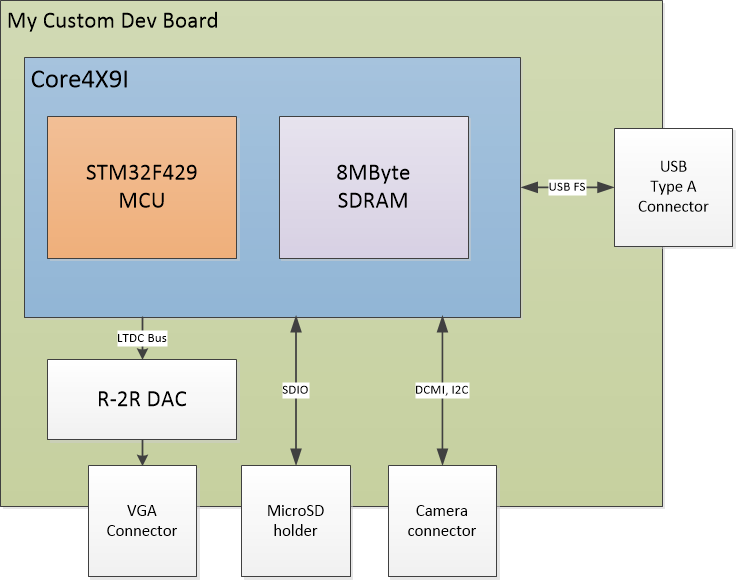 My Custom Dev Board
Core4X9I
STM32F429
MCU
8MByte
SDRAM
USB FS
USB
Type A
Connector
LTDC Bus
R-2R DAC
SDIO
DCMI, I2C
VGA
Connector
MicroSD
holder
Camera
connector